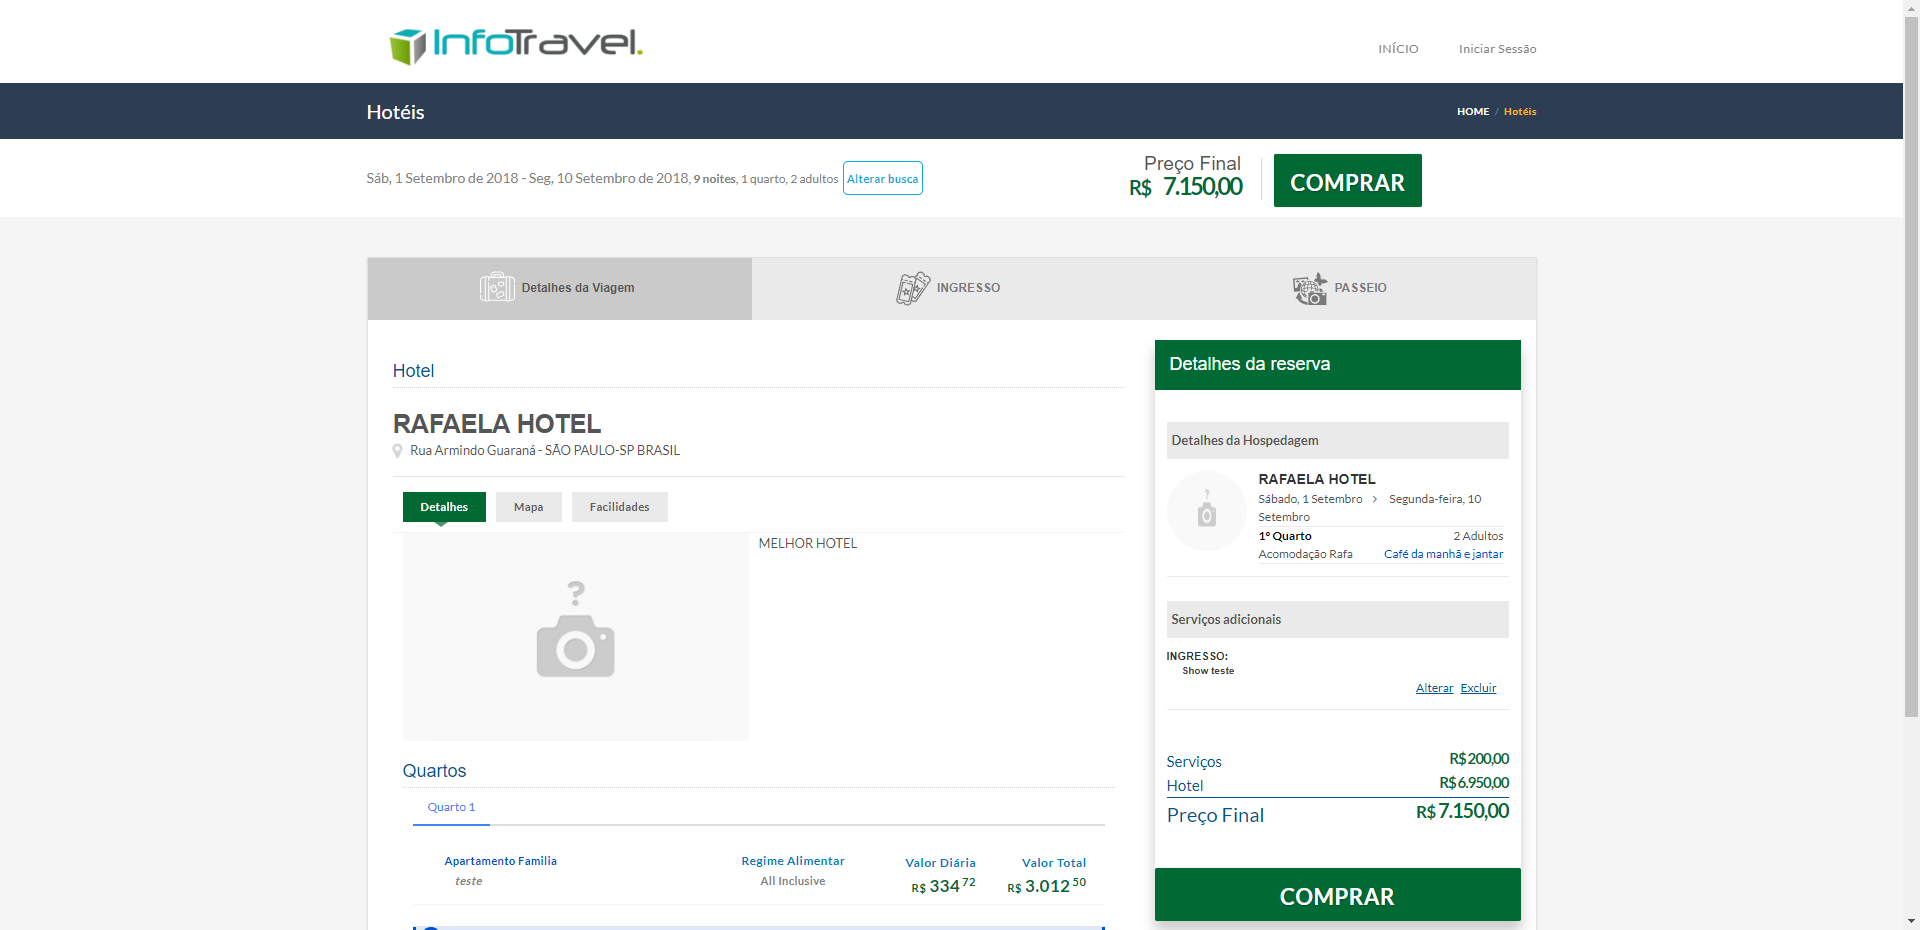 InfoTravel.
INÍCIO
Iniciar Sessão
Hotéis
HOME / Hotéis
Sáb, 1 Setembro de 2018 - Seg, 10 Setembro de 2018, 9 noites, 1 quarto, 2 adultos
Alterar busca
Preço Final
R$ 7.150,00
COMPRAR
Detalhes da Viagem
INGRESSO
PASSEIO
Hotel
RAFAELA HOTEL
Rua Armindo Guaraná - SÃO PAULO-SP BRASIL
Detalhes
Mapa
Facilidades
?
MELHOR HOTEL
Quartos
Quarto 1
Apartamento Familia
teste
Regime Alimentar
All Inclusive
Valor Diária
R$ 334 72
Valor Total
R$ 3.012 50
Detalhes da reserva
Detalhes da Hospedagem
?
RAFAELA HOTEL
Sábado, 1 Setembro > Segunda-feira, 10
Setembro
1º Quarto 2 Adultos
Acomodação Rafa Café da manhã e jantar
Serviços adicionais
INGRESSO:
Show teste
Alterar Excluir
Serviços R$ 200,00
Hotel R$ 6.950,00
Preço Final R$ 7.150,00
COMPRAR